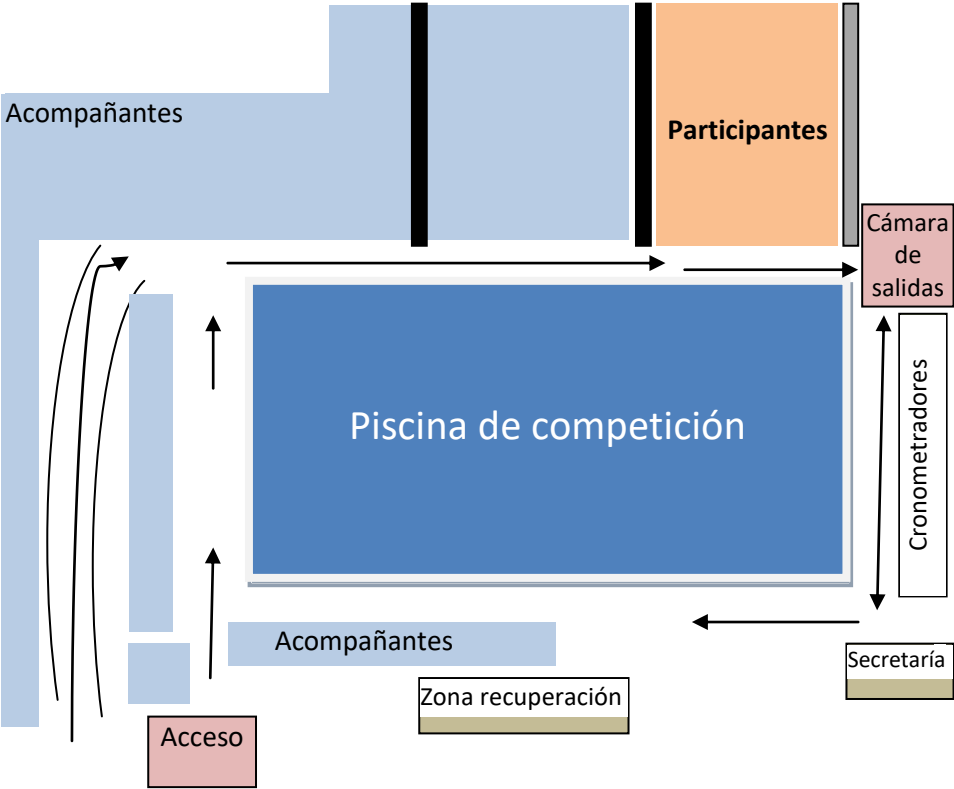 Acompañantes
Participantes
Cámara
de
salidas
Piscina de competición
Cronometradores
Acompañantes
Secretaría
Zona recuperación
Acceso